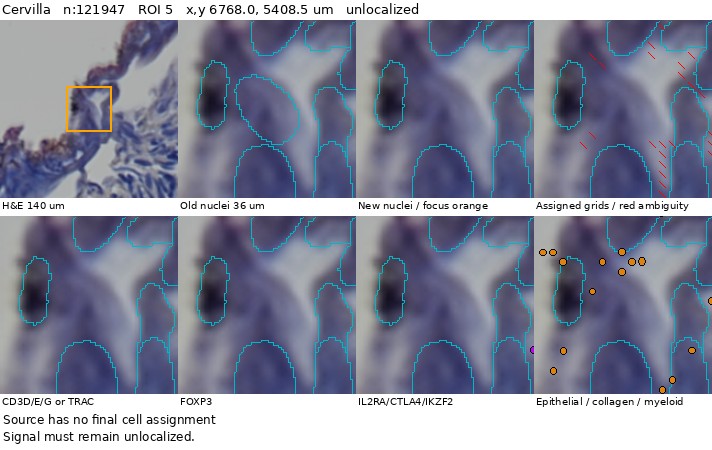 Cervilla n:121947 ROI 5 x,y 6768.0, 5408.5 um unlocalized
H&E 140 um
Old nuclei 36 um
New nuclei / focus orange
Assigned grids / red ambiguity
CD3D/E/G or TRAC
FOXP3
IL2RA/CTLA4/IKZF2
Epithelial / collagen / myeloid
Source has no final cell assignment
Signal must remain unlocalized.